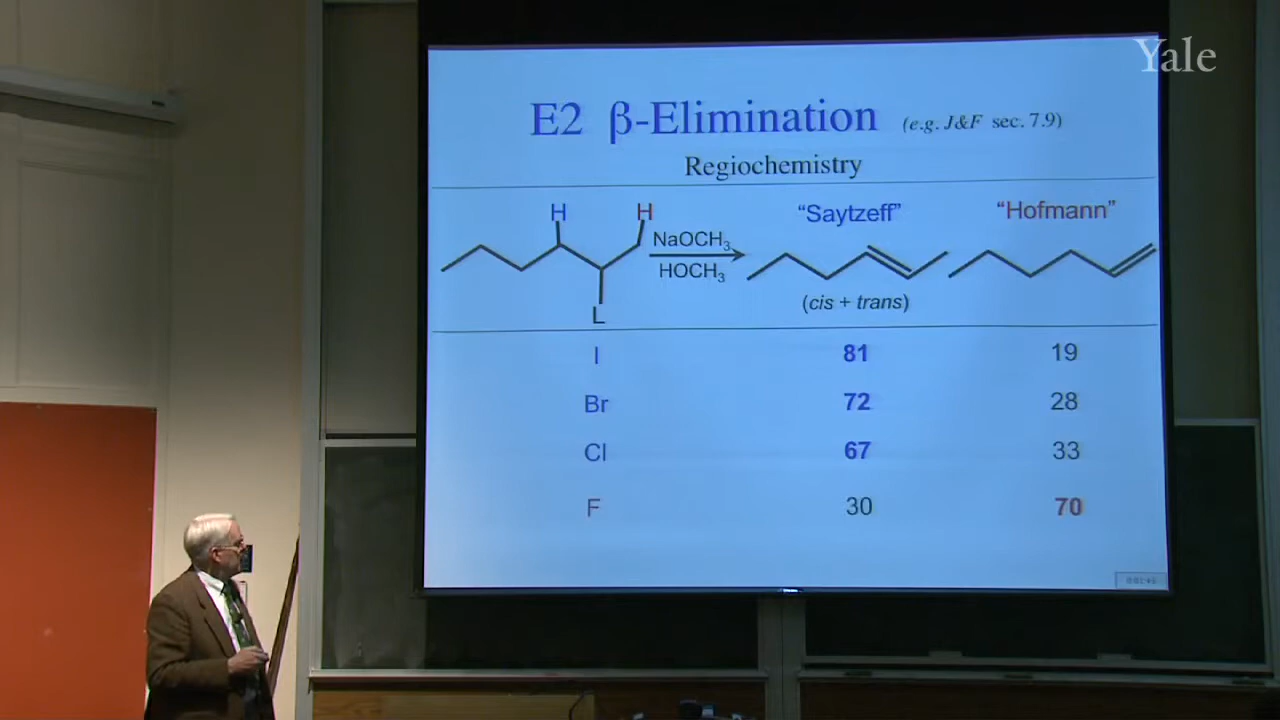 Yale
E2 β-Elimination (e.g. J&F sec. 7.9)
Regiochemistry
H H "Saytzeff" "Hofmann"
NaOCH₃
HOCH₃
(cis + trans)
L
I 81 19
Br 72 28
Cl 67 33
F 30 70